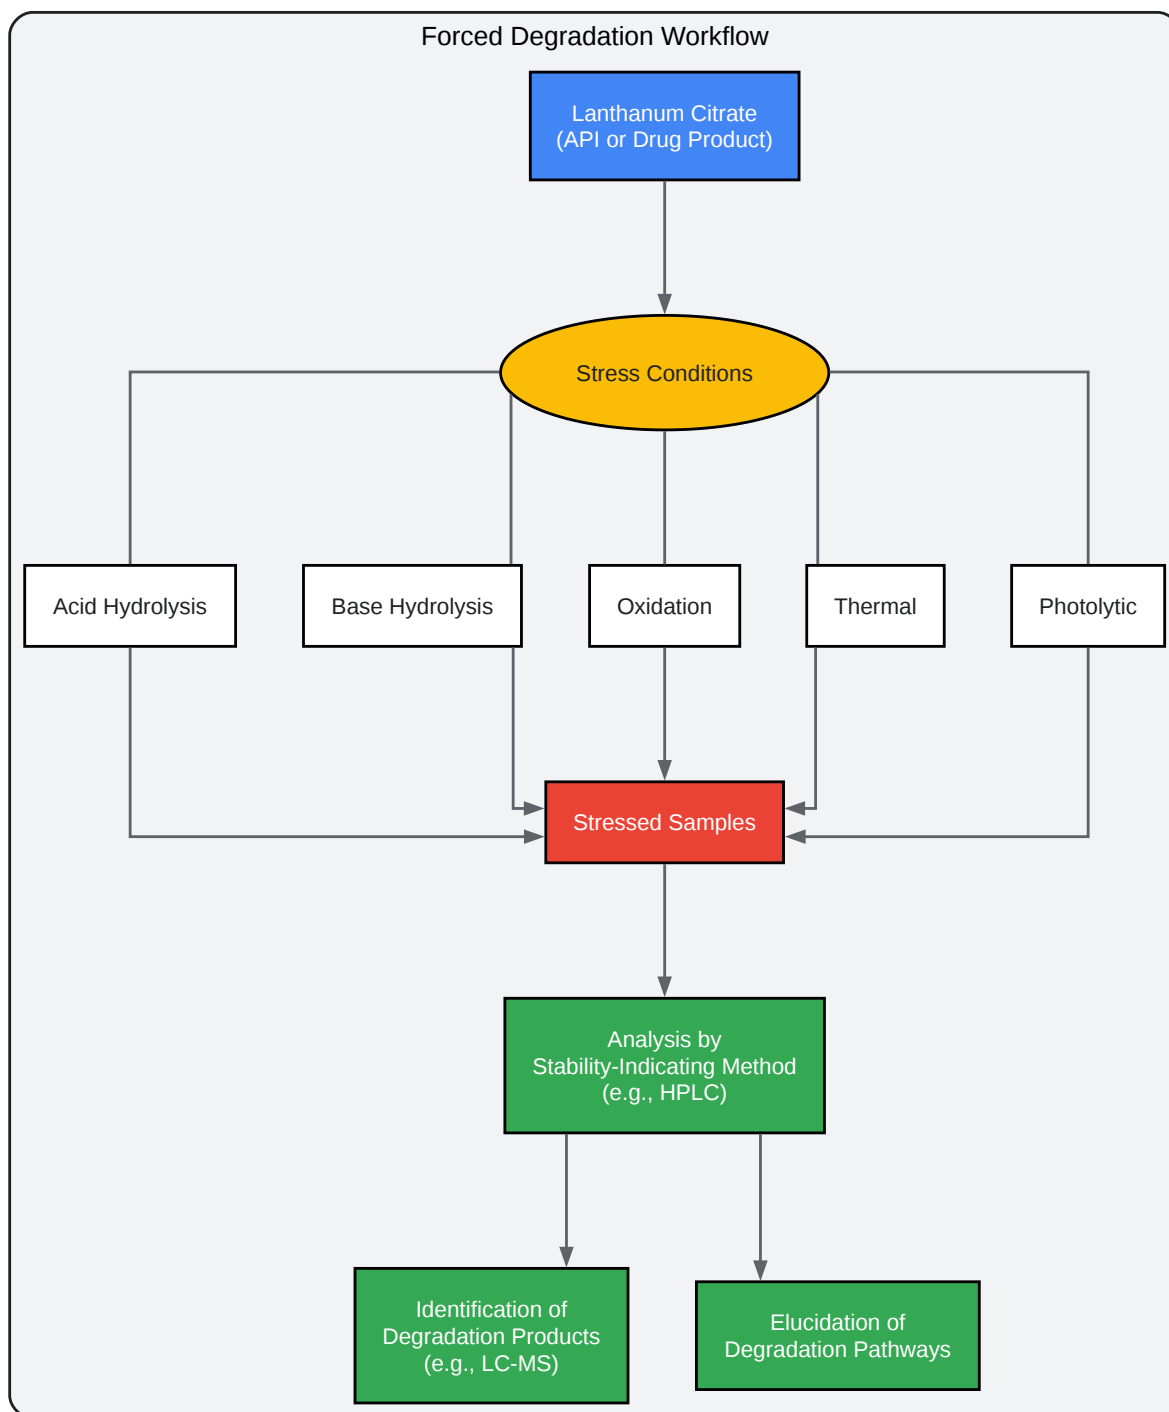 Forced Degradation Workflow
Lanthanum Citrate
(API or Drug Product)
Stress Conditions
Acid Hydrolysis
Base Hydrolysis
Oxidation
Thermal
Photolytic
Stressed Samples
Analysis by
Stability-Indicating Method
(e.g., HPLC)
Identification of
Degradation Products
(e.g., LC-MS)
Elucidation of
Degradation Pathways